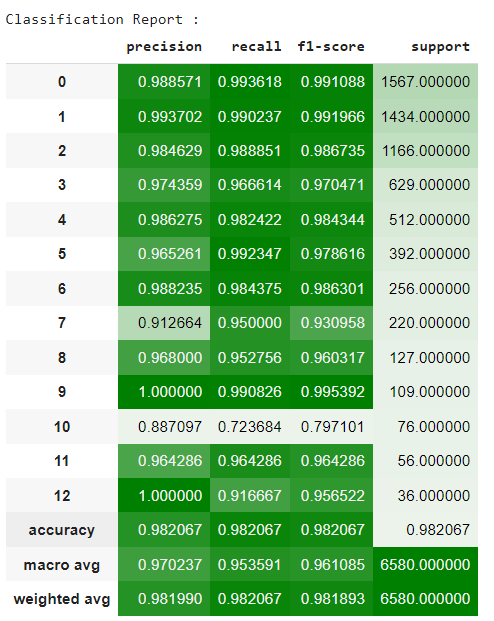 Classification Report :
precision recall f1-score support
0 0.988571 0.993618 0.991088 1567.000000
1 0.993702 0.990237 0.991966 1434.000000
2 0.984629 0.988851 0.986735 1166.000000
3 0.974359 0.966614 0.970471 629.000000
4 0.986275 0.982422 0.984344 512.000000
5 0.965261 0.992347 0.978616 392.000000
6 0.988235 0.984375 0.986301 256.000000
7 0.912664 0.950000 0.930958 220.000000
8 0.968000 0.952756 0.960317 127.000000
9 1.000000 0.990826 0.995392 109.000000
10 0.887097 0.723684 0.797101 76.000000
11 0.964286 0.964286 0.964286 56.000000
12 1.000000 0.916667 0.956522 36.000000
accuracy 0.982067 0.982067 0.982067 0.982067
macro avg 0.970237 0.953591 0.961085 6580.000000
weighted avg 0.981990 0.982067 0.981893 6580.000000